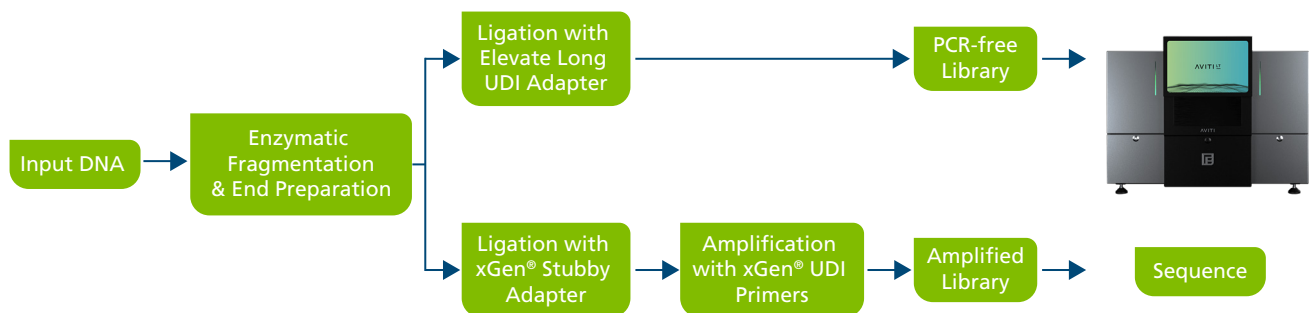 Input DNA
Enzymatic
Fragmentation
& End Preparation
Ligation with
Elevate Long
UDI Adapter
PCR-free
Library
AVITI
AVITI
Ligation with
xGen® Stubby
Adapter
Amplification
with xGen® UDI
Primers
Amplified
Library
Sequence